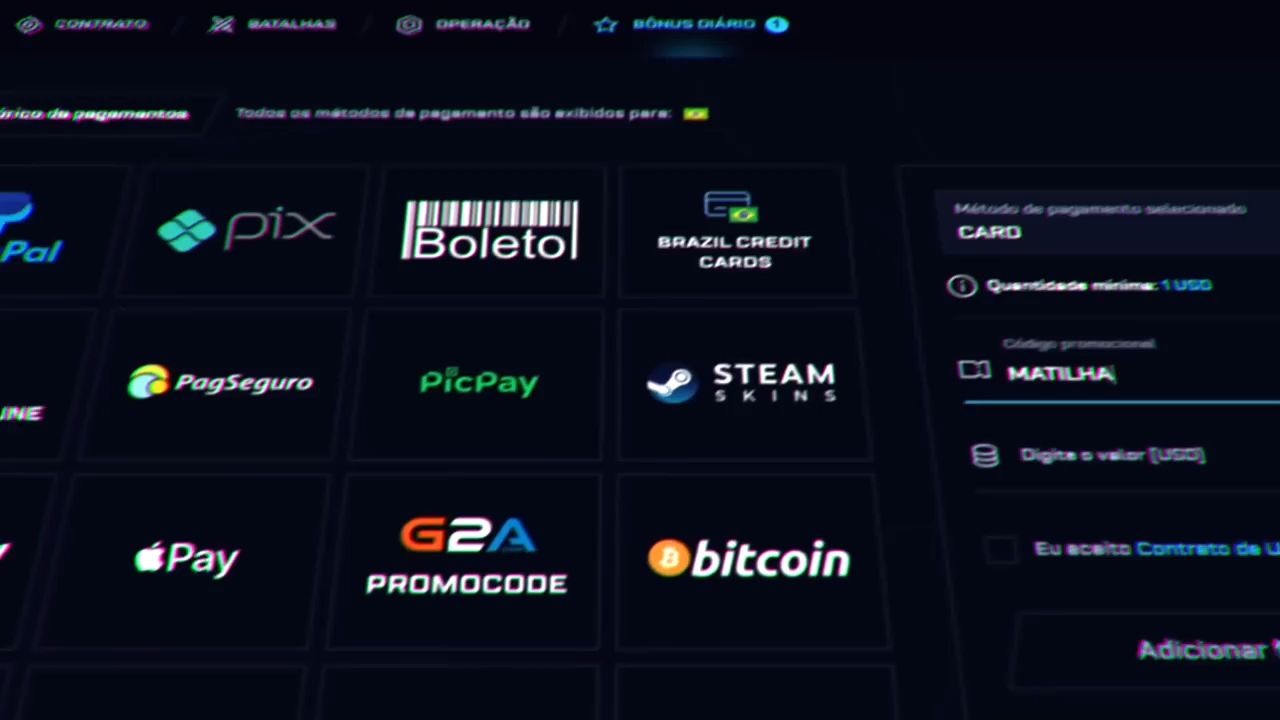 CONTRATO
BATALHAS
OPERAÇÃO
BÔNUS DIÁRIO 1
de pagamentos
Todos os métodos de pagamento são exibidos para:
Pal
pix
Boleto
BRAZIL CREDIT
CARDS
PagSeguro
PicPay
STEAM
SKINS
Pay
G2A
PROMOCODE
bitcoin
Método de pagamento selecionado
CARD
Quantidade mínima: 1 USD
Código promocional
MATILHA
Digite o valor [USD]
Eu aceito Contrato de U
Adicionar